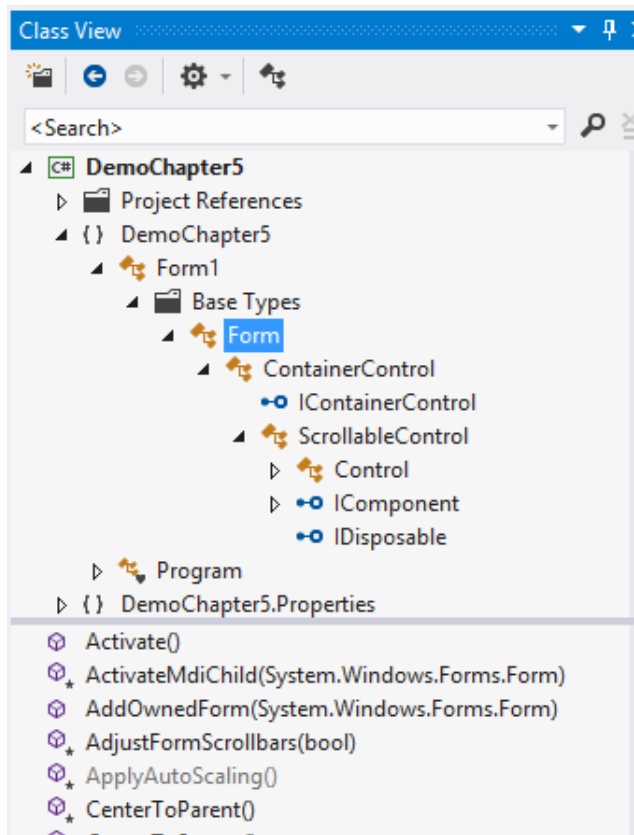 Class View
<Search>
C# DemoChapter5
Project References
{ } DemoChapter5
Form1
Base Types
Form
ContainerControl
IContainerControl
ScrollableControl
Control
IComponent
IDisposable
Program
{ } DemoChapter5.Properties
Activate()
ActivateMdiChild(System.Windows.Forms.Form)
AddOwnedForm(System.Windows.Forms.Form)
AdjustFormScrollbars(bool)
ApplyAutoScaling()
CenterToParent()